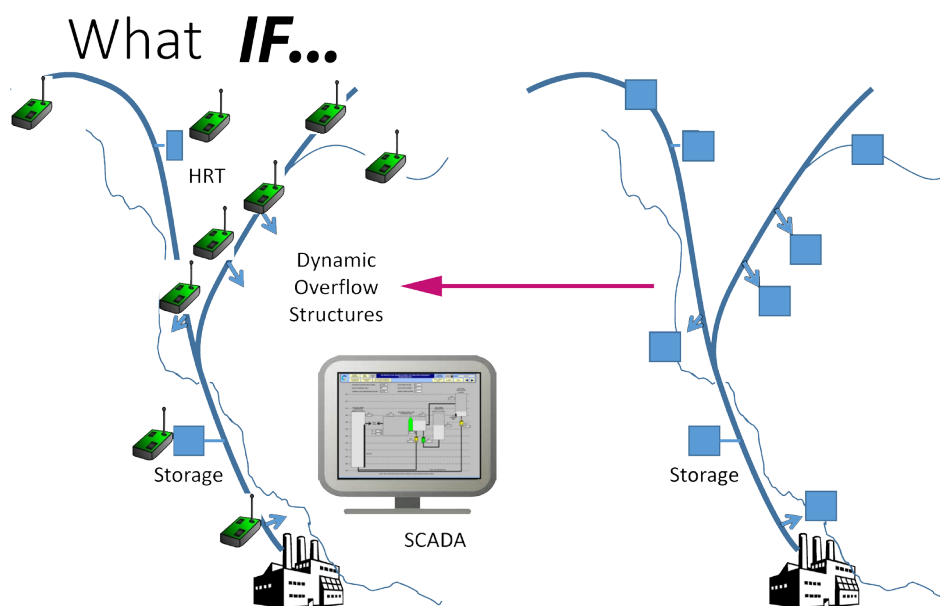 What IF...
HRT
Dynamic
Overflow
Structures
Storage
Storage
SCADA